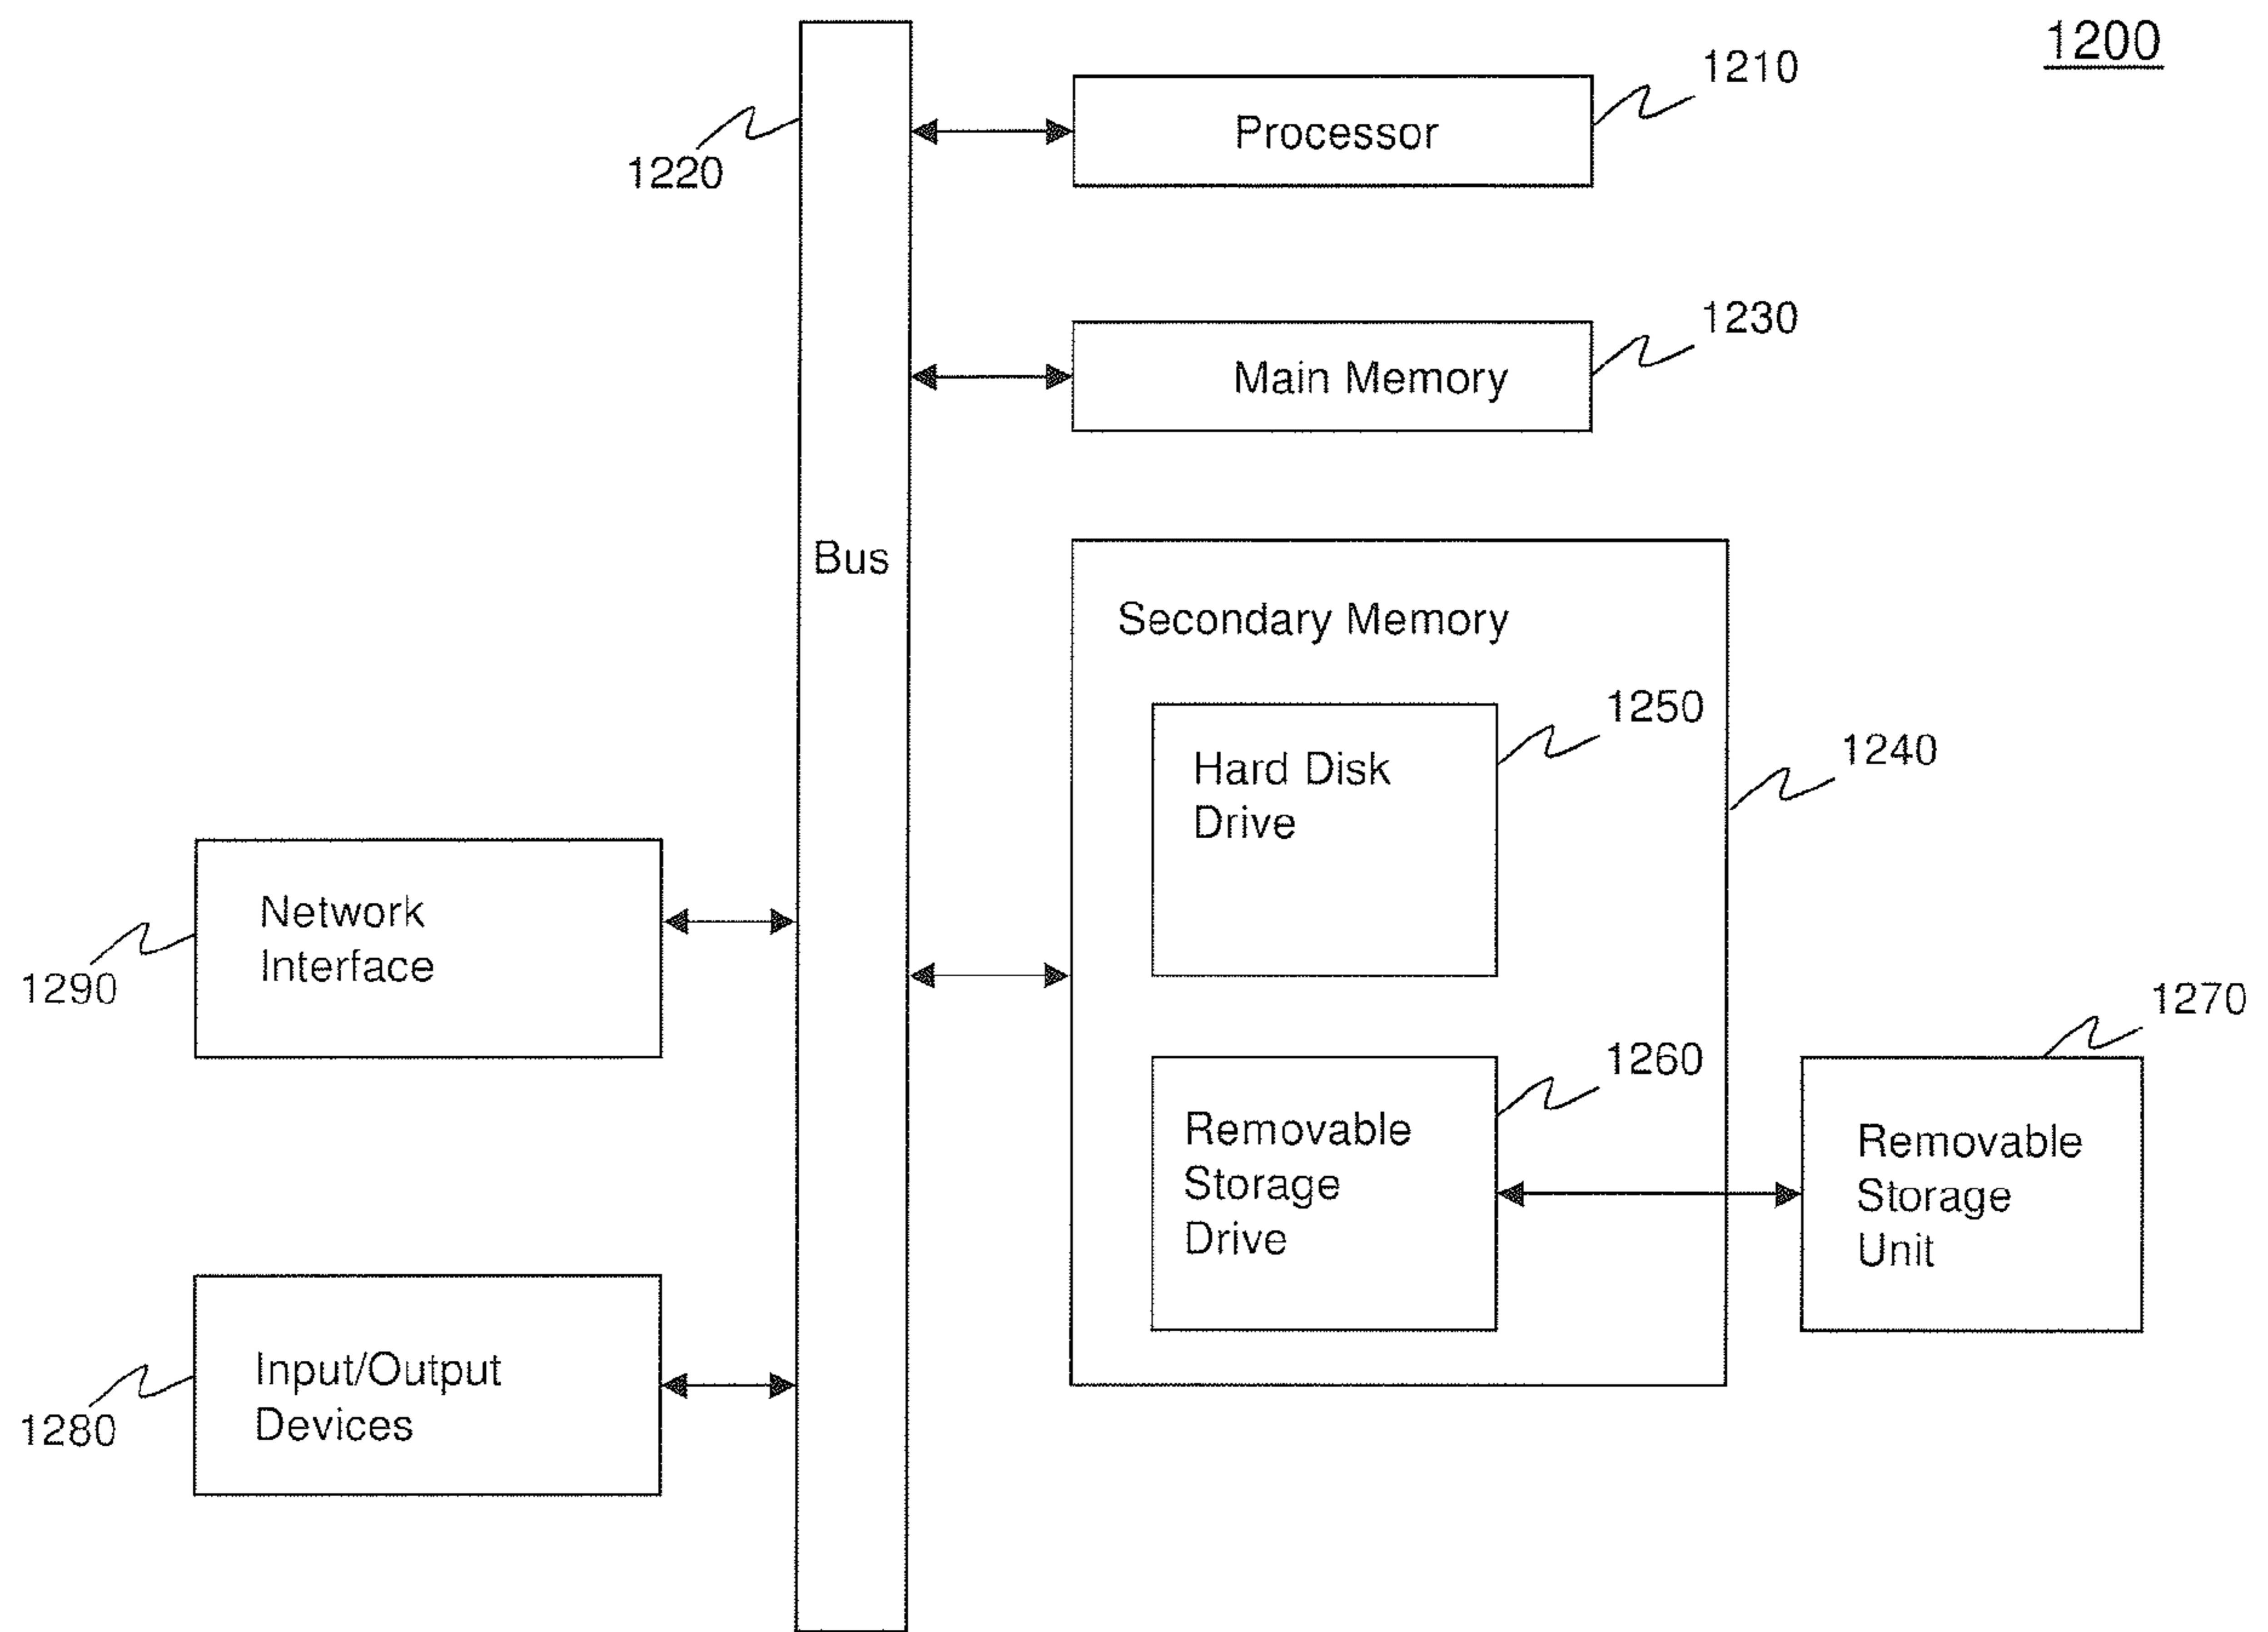 1200
1210
Processor
1220
1230
Main Memory
Bus
Secondary Memory
1250
Hard Disk
Drive
1240
Network
Interface
1290
1270
1260
Removable
Storage
Drive
Removable
Storage
Unit
Input/Output
Devices
1280